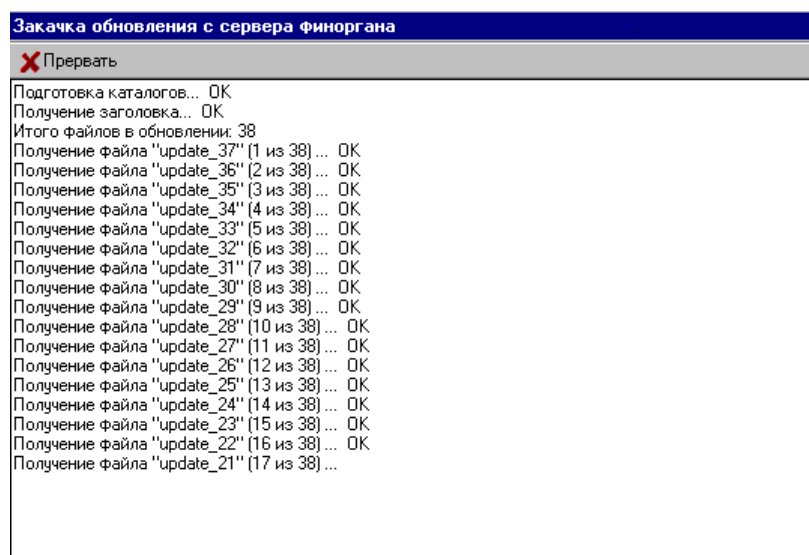 Закачка обновления с сервера финоргана
Прервать
Подготовка каталогов... OK
Получение заголовка... OK
Итого файлов в обновлении: 38
Получение файла "update_37" (1 из 38) ... OK
Получение файла "update_36" (2 из 38) ... OK
Получение файла "update_35" (3 из 38) ... OK
Получение файла "update_34" (4 из 38) ... OK
Получение файла "update_33" (5 из 38) ... OK
Получение файла "update_32" (6 из 38) ... OK
Получение файла "update_31" (7 из 38) ... OK
Получение файла "update_30" (8 из 38) ... OK
Получение файла "update_29" (9 из 38) ... OK
Получение файла "update_28" (10 из 38) ... OK
Получение файла "update_27" (11 из 38) ... OK
Получение файла "update_26" (12 из 38) ... OK
Получение файла "update_25" (13 из 38) ... OK
Получение файла "update_24" (14 из 38) ... OK
Получение файла "update_23" (15 из 38) ... OK
Получение файла "update_22" (16 из 38) ... OK
Получение файла "update_21" (17 из 38) ...